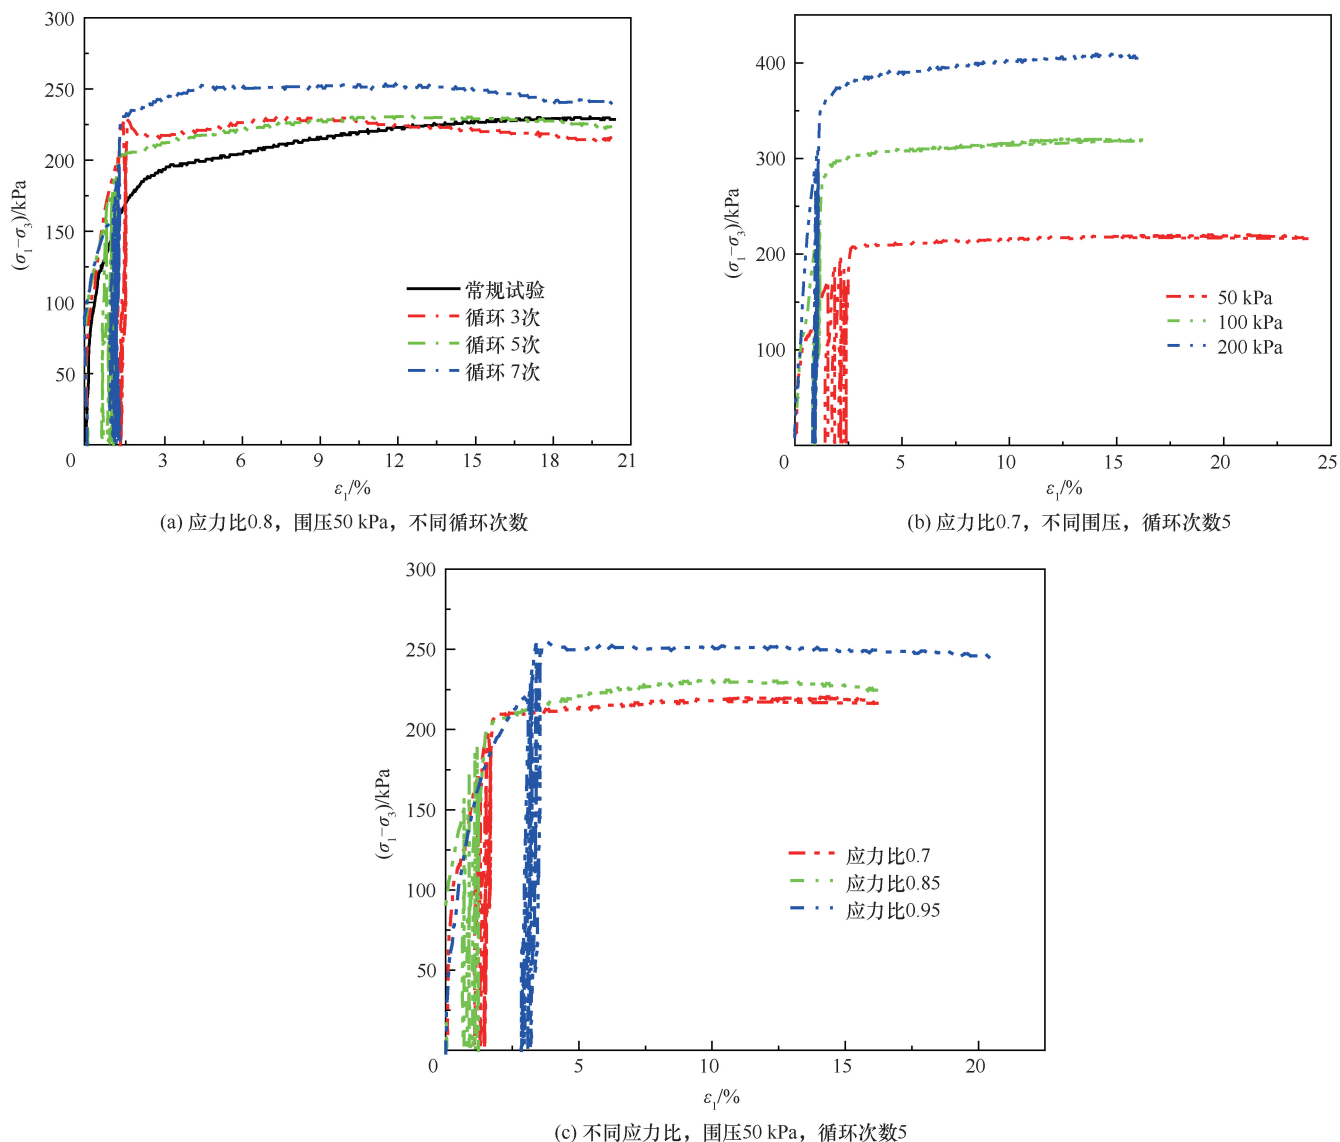 300
250
200
150
100
50
(σ₁−σ₃)/kPa
常规试验
循环 3次
循环 5次
循环 7次
0 3 6 9 12 15 18 21
ε₁/%
(a) 应力比0.8，围压50 kPa，不同循环次数
400
300
200
100
(σ₁−σ₃)/kPa
50 kPa
100 kPa
200 kPa
0 5 10 15 20 25
ε₁/%
(b) 应力比0.7，不同围压，循环次数5
300
250
200
150
100
50
(σ₁−σ₃)/kPa
应力比0.7
应力比0.85
应力比0.95
0 5 10 15 20
ε₁/%
(c) 不同应力比，围压50 kPa，循环次数5